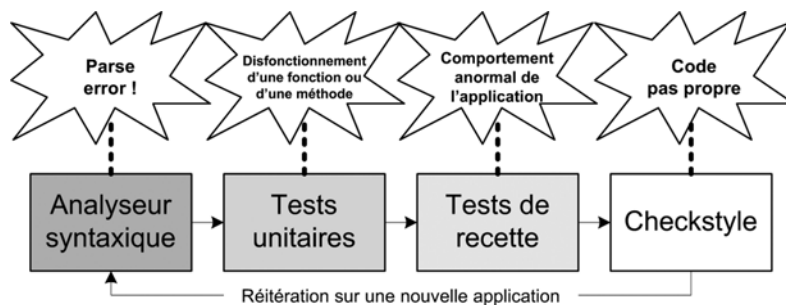 Parse
error !
Disfonctionnement
d'une fonction ou
d'une méthode
Comportement
anormal de
l'application
Code
pas propre
Analyseur
syntaxique
Tests
unitaires
Tests de
recette
Checkstyle
Réitération sur une nouvelle application